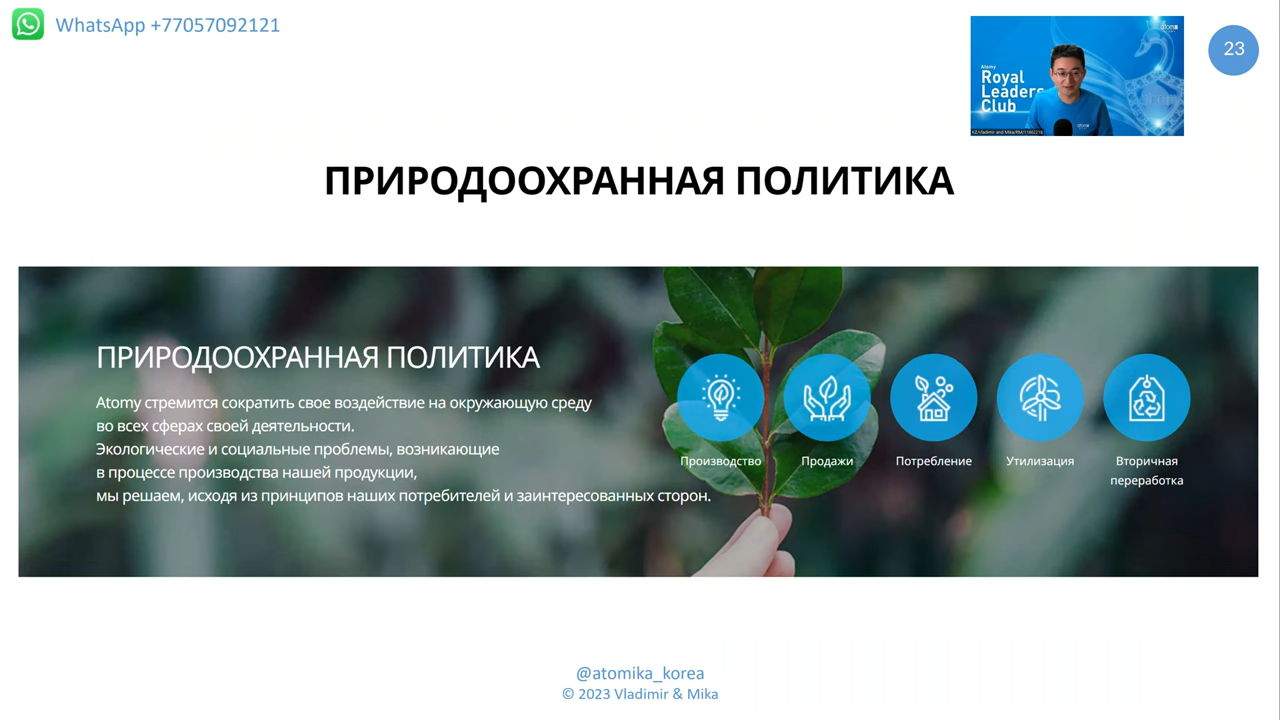 WhatsApp +77057092121
23
atomy
Atomy
Royal
Leaders
Club
ПРИРОДООХРАННАЯ ПОЛИТИКА
ПРИРОДООХРАННАЯ ПОЛИТИКА
Atomy стремится сократить свое воздействие на окружающую среду
во всех сферах своей деятельности.
Экологические и социальные проблемы, возникающие
в процессе производства нашей продукции,
мы решаем, исходя из принципов наших потребителей и заинтересованных сторон.
Производство
Продажи
Потребление
Утилизация
Вторичная
переработка
@atomika_korea
© 2023 Vladimir & Mika